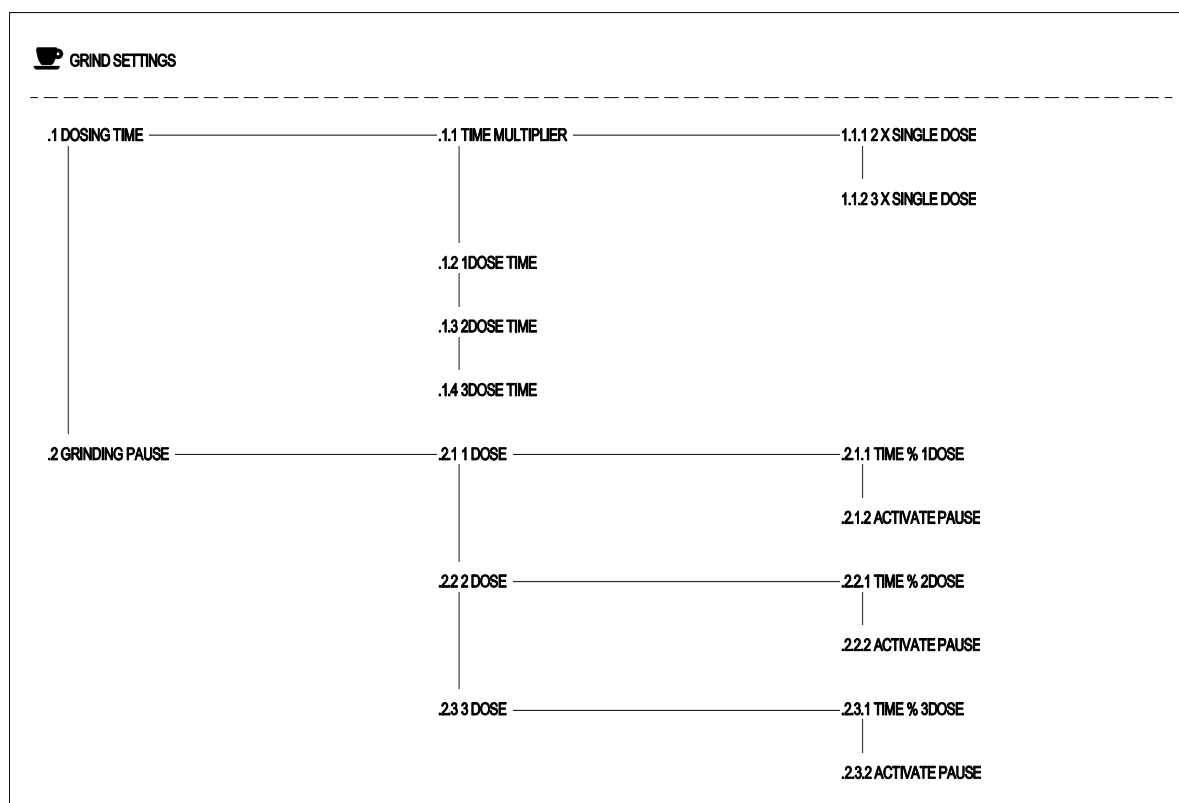 GRIND SETTINGS
.1 DOSING TIME
.1.1 TIME MULTIPLIER
1.1.1 2 X SINGLE DOSE
1.1.2 3 X SINGLE DOSE
.1.2 1DOSE TIME
.1.3 2DOSE TIME
.1.4 3DOSE TIME
.2 GRINDING PAUSE
.2.1 1 DOSE
.2.1.1 TIME % 1DOSE
.2.1.2 ACTIVATE PAUSE
.2.2 2 DOSE
.2.2.1 TIME % 2DOSE
.2.2.2 ACTIVATE PAUSE
.2.3 3 DOSE
.2.3.1 TIME % 3DOSE
.2.3.2 ACTIVATE PAUSE